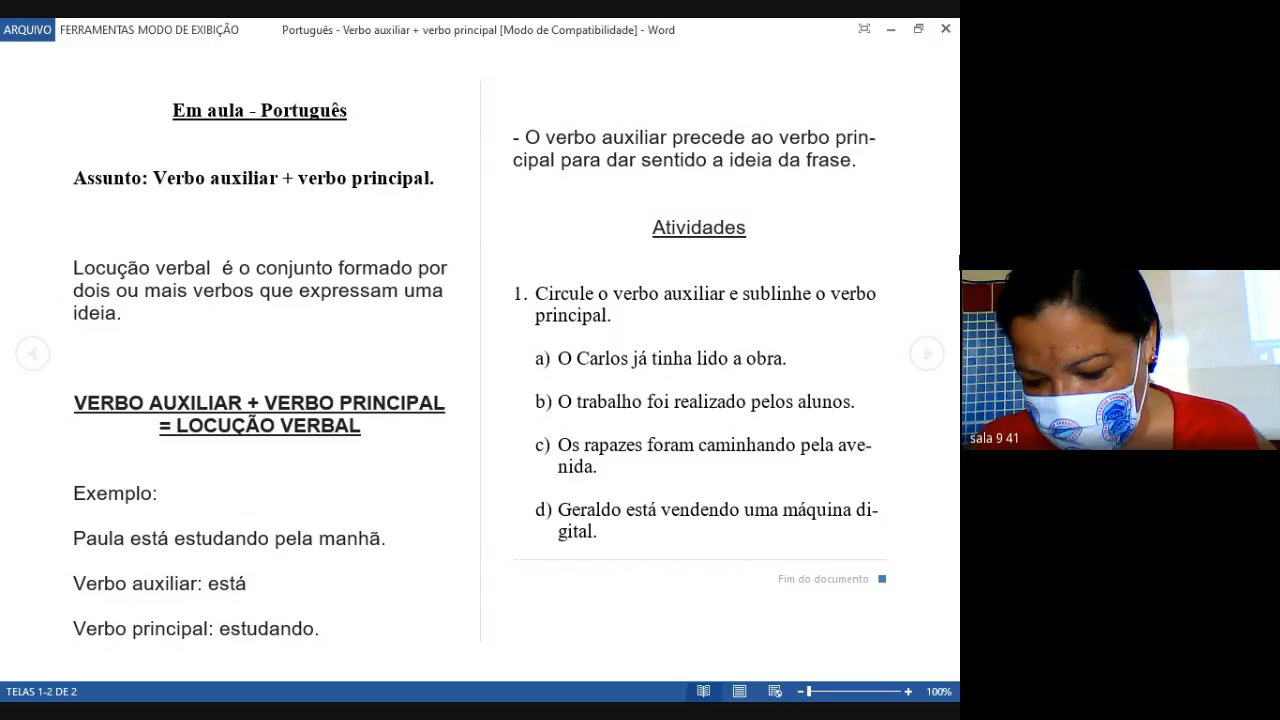 ARQUIVO FERRAMENTAS MODO DE EXIBIÇÃO Português - Verbo auxiliar + verbo principal [Modo de Compatibilidade] - Word
Em aula - Português
Assunto: Verbo auxiliar + verbo principal.
Locução verbal é o conjunto formado por
dois ou mais verbos que expressam uma
ideia.
VERBO AUXILIAR + VERBO PRINCIPAL
= LOCUÇÃO VERBAL
Exemplo:
Paula está estudando pela manhã.
Verbo auxiliar: está
Verbo principal: estudando.
- O verbo auxiliar precede ao verbo prin-
cipal para dar sentido a ideia da frase.
Atividades
1. Circule o verbo auxiliar e sublinhe o verbo
principal.
a) O Carlos já tinha lido a obra.
b) O trabalho foi realizado pelos alunos.
c) Os rapazes foram caminhando pela ave-
nida.
d) Geraldo está vendendo uma máquina di-
gital.
Fim do documento
sala 9 41
TELAS 1-2 DE 2
100%